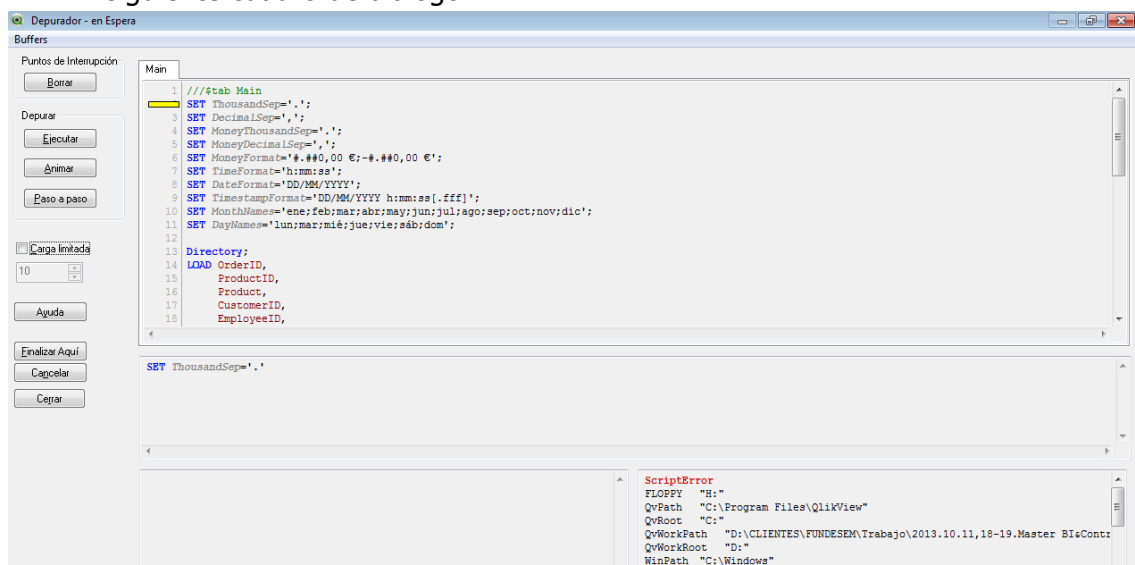 Depurador - en Espera
Buffers
Puntos de Interrupción
Borrar
Depurar
Ejecutar
Animar
Paso a paso
Carga limitada
10
Ayuda
Finalizar Aquí
Cancelar
Cerrar
Main
1 ///$tab Main
SET ThousandSep='.';
3 SET DecimalSep=',';
4 SET MoneyThousandSep='.';
5 SET MoneyDecimalSep=',';
6 SET MoneyFormat='#.##0,00 €;-#.##0,00 €';
7 SET TimeFormat='h:mm:ss';
8 SET DateFormat='DD/MM/YYYY';
9 SET TimestampFormat='DD/MM/YYYY h:mm:ss[.fff]';
10 SET MonthNames='ene;feb;mar;abr;may;jun;jul;ago;sep;oct;nov;dic';
11 SET DayNames='lun;mar;mié;jue;vie;sáb;dom';
12
13 Directory;
14 LOAD OrderID,
15 ProductID,
16 Product,
17 CustomerID,
18 EmployeeID,
SET ThousandSep='.'
ScriptError
FLOPPY "H:"
QvPath "C:\Program Files\QlikView"
QvRoot "C:"
QvWorkPath "D:\CLIENTES\FUNDESEM\Trabajo\2013.10.11,18-19.Master BI&Contr
QvWorkRoot "D:"
WinPath "C:\Windows"